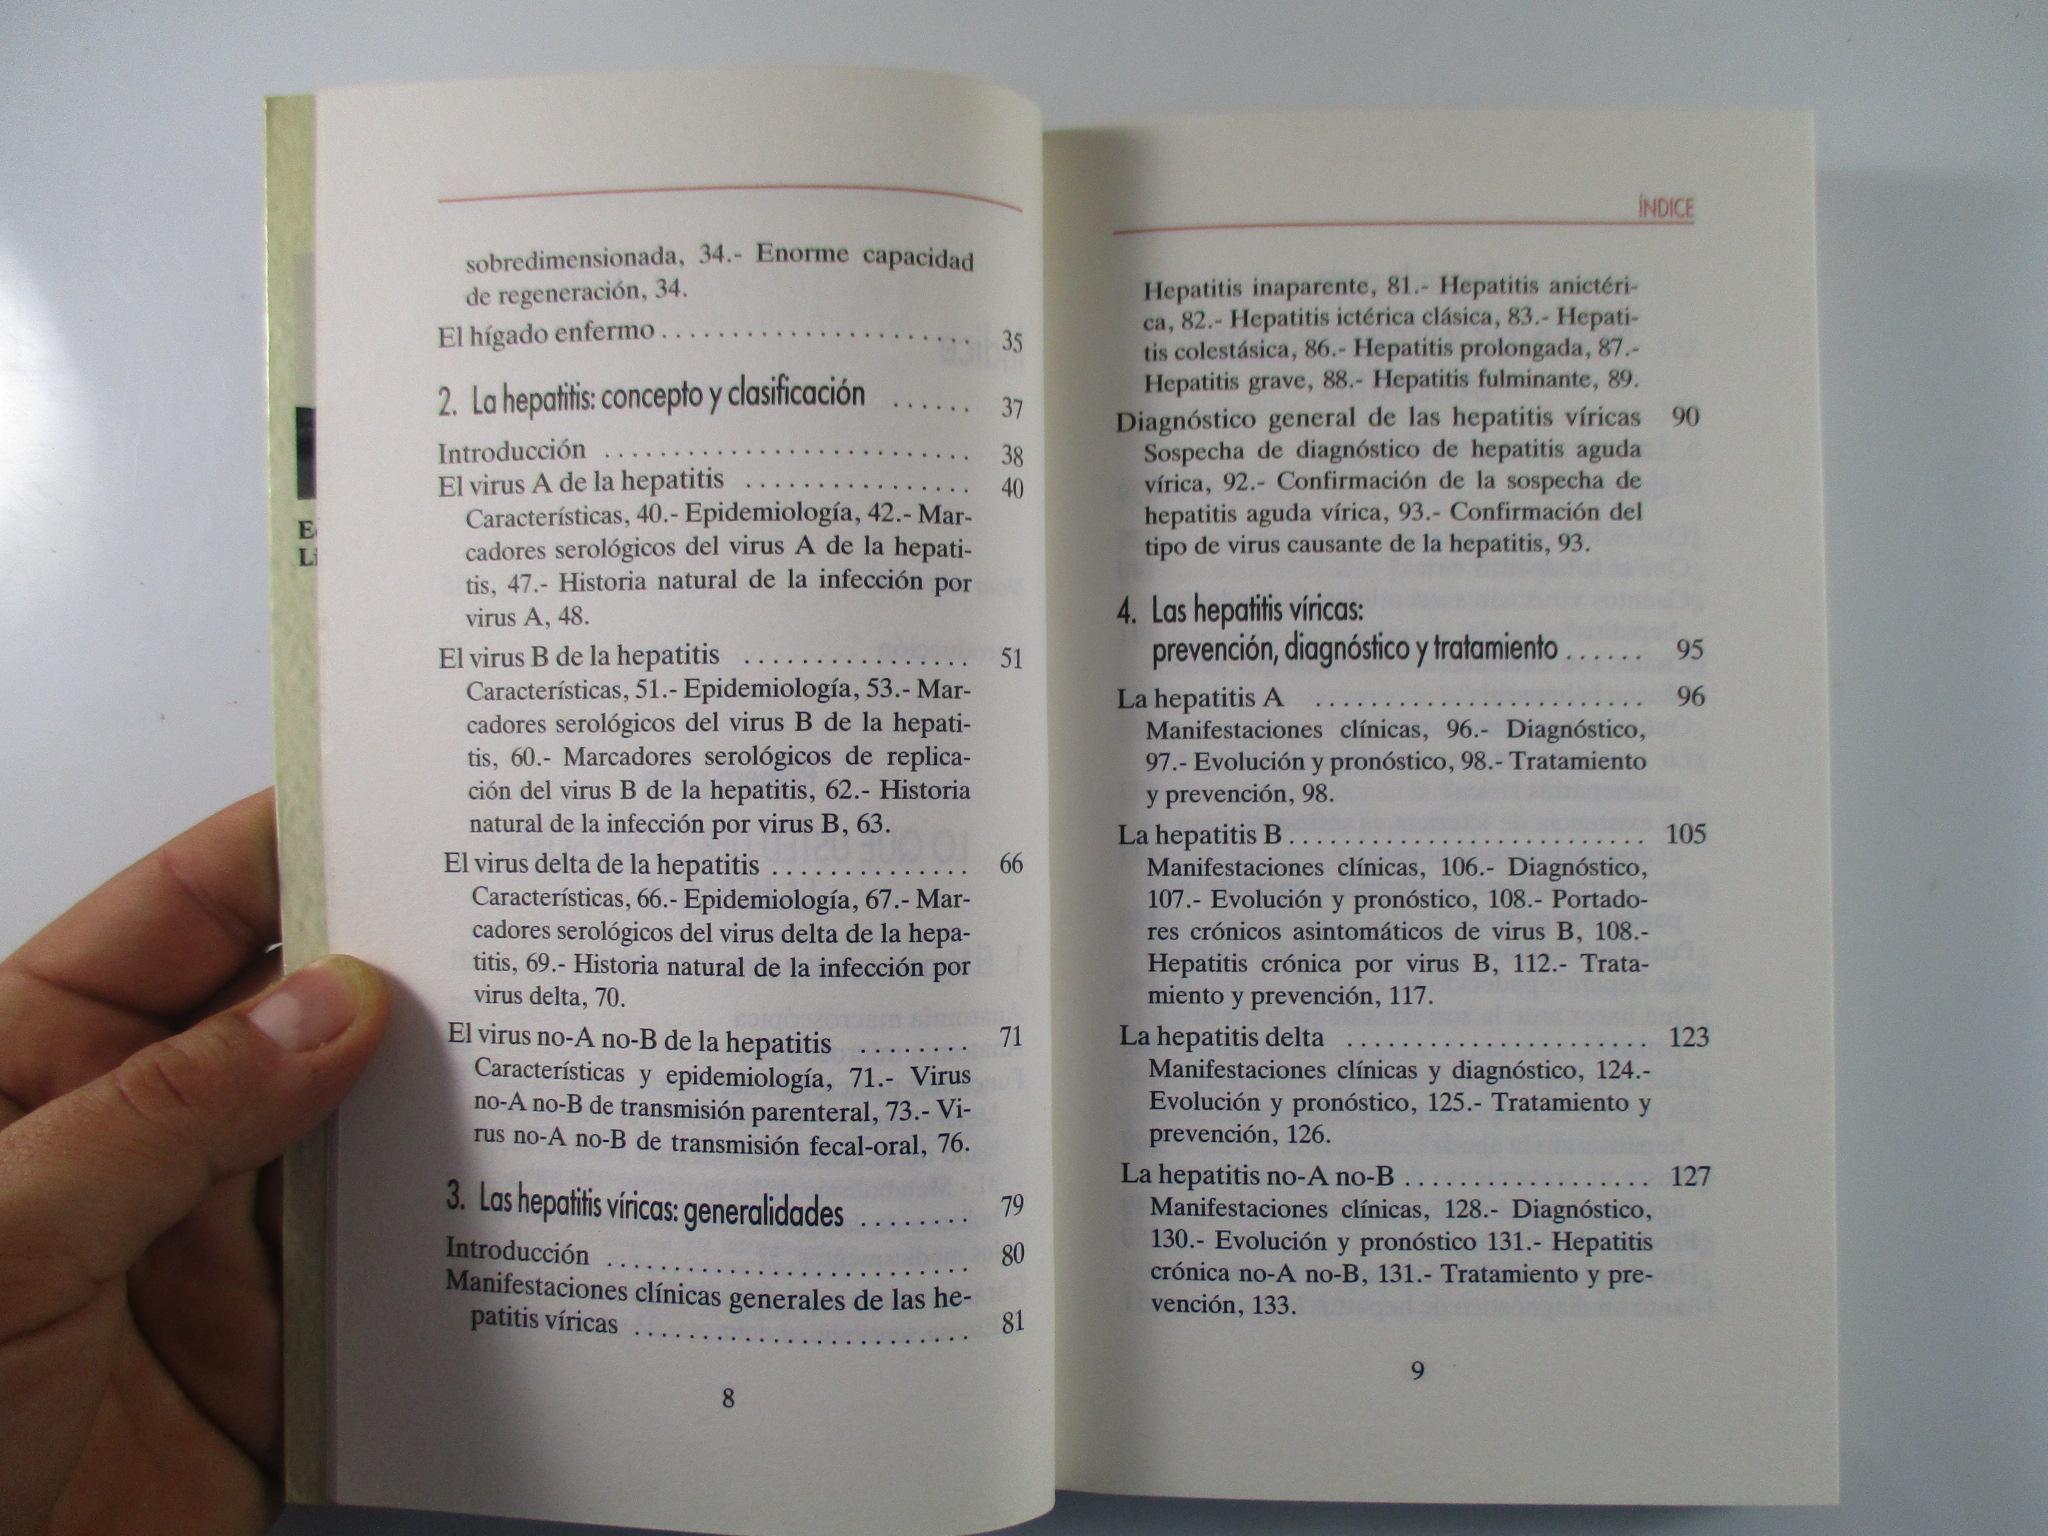 sobredimensionada, 34.- Enorme capacidad
de regeneración, 34.
El hígado enfermo . . . . . . . . . . . . . . . . . . . . . . 35
2. La hepatitis: concepto y clasificación . . . . . . 37
Introducción . . . . . . . . . . . . . . . . . . . . . . . . . . 38
El virus A de la hepatitis . . . . . . . . . . . . . . . . 40
Características, 40.- Epidemiología, 42.- Mar-
cadores serológicos del virus A de la hepati-
tis, 47.- Historia natural de la infección por
virus A, 48.
El virus B de la hepatitis . . . . . . . . . . . . . . . . 51
Características, 51.- Epidemiología, 53.- Mar-
cadores serológicos del virus B de la hepati-
tis, 60.- Marcadores serológicos de replica-
ción del virus B de la hepatitis, 62.- Historia
natural de la infección por virus B, 63.
El virus delta de la hepatitis . . . . . . . . . . . . . . 66
Características, 66.- Epidemiología, 67.- Mar-
cadores serológicos del virus delta de la hepa-
titis, 69.- Historia natural de la infección por
virus delta, 70.
El virus no-A no-B de la hepatitis . . . . . . . . 71
Características y epidemiología, 71.- Virus
no-A no-B de transmisión parenteral, 73.- Vi-
rus no-A no-B de transmisión fecal-oral, 76.
3. Las hepatitis víricas: generalidades . . . . . . . . 79
Introducción . . . . . . . . . . . . . . . . . . . . . . . . . . 80
Manifestaciones clínicas generales de las he-
patitis víricas . . . . . . . . . . . . . . . . . . . . . . . . 81
8
ÍNDICE
Hepatitis inaparente, 81.- Hepatitis anictéri-
ca, 82.- Hepatitis ictérica clásica, 83.- Hepati-
tis colestásica, 86.- Hepatitis prolongada, 87.-
Hepatitis grave, 88.- Hepatitis fulminante, 89.
Diagnóstico general de las hepatitis víricas 90
Sospecha de diagnóstico de hepatitis aguda
vírica, 92.- Confirmación de la sospecha de
hepatitis aguda vírica, 93.- Confirmación del
tipo de virus causante de la hepatitis, 93.
4. Las hepatitis víricas:
prevención, diagnóstico y tratamiento . . . . . . 95
La hepatitis A . . . . . . . . . . . . . . . . . . . . . . . . 96
Manifestaciones clínicas, 96.- Diagnóstico,
97.- Evolución y pronóstico, 98.- Tratamiento
y prevención, 98.
La hepatitis B . . . . . . . . . . . . . . . . . . . . . . . . . . 105
Manifestaciones clínicas, 106.- Diagnóstico,
107.- Evolución y pronóstico, 108.- Portado-
res crónicos asintomáticos de virus B, 108.-
Hepatitis crónica por virus B, 112.- Trata-
miento y prevención, 117.
La hepatitis delta . . . . . . . . . . . . . . . . . . . . . . 123
Manifestaciones clínicas y diagnóstico, 124.-
Evolución y pronóstico, 125.- Tratamiento y
prevención, 126.
La hepatitis no-A no-B . . . . . . . . . . . . . . . . . . 127
Manifestaciones clínicas, 128.- Diagnóstico,
130.- Evolución y pronóstico 131.- Hepatitis
crónica no-A no-B, 131.- Tratamiento y pre-
vención, 133.
9